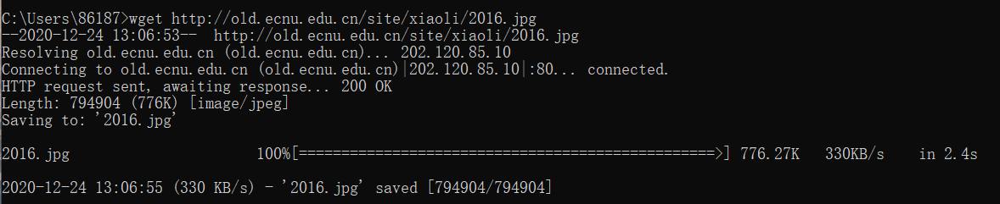 C:\Users\86187>wget http://old.ecnu.edu.cn/site/xiaoli/2016.jpg
--2020-12-24 13:06:53--  http://old.ecnu.edu.cn/site/xiaoli/2016.jpg
Resolving old.ecnu.edu.cn (old.ecnu.edu.cn)... 202.120.85.10
Connecting to old.ecnu.edu.cn (old.ecnu.edu.cn)|202.120.85.10|:80... connected.
HTTP request sent, awaiting response... 200 OK
Length: 794904 (776K) [image/jpeg]
Saving to: '2016.jpg'
2016.jpg                      100%[=================================================>] 776.27K   330KB/s    in 2.4s
2020-12-24 13:06:55 (330 KB/s) - '2016.jpg' saved [794904/794904]